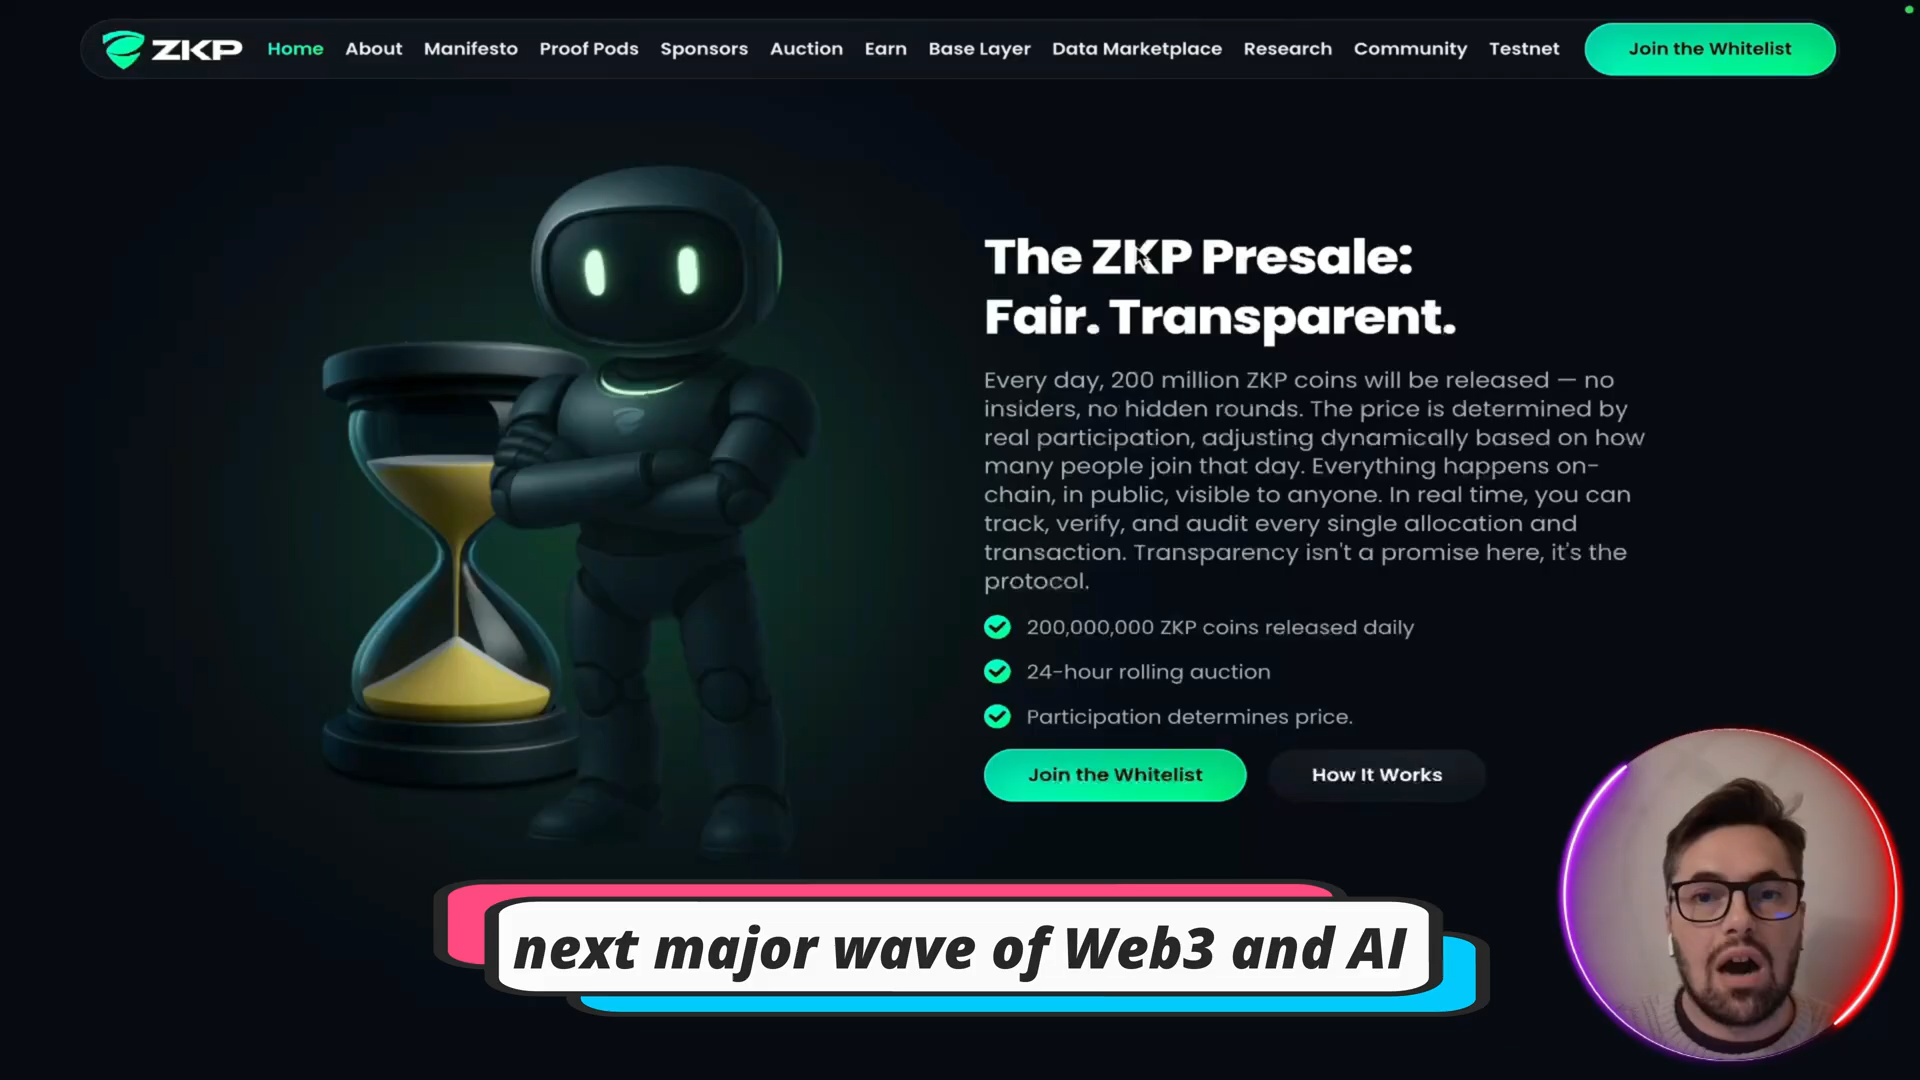 ZKP Home About Manifesto Proof Pods Sponsors Auction Earn Base Layer Data Marketplace Research Community Testnet Join the Whitelist
The ZKP Presale:
Fair. Transparent.
Every day, 200 million ZKP coins will be released — no
insiders, no hidden rounds. The price is determined by
real participation, adjusting dynamically based on how
many people join that day. Everything happens on-
chain, in public, visible to anyone. In real time, you can
track, verify, and audit every single allocation and
transaction. Transparency isn't a promise here, it's the
protocol.
200,000,000 ZKP coins released daily
24-hour rolling auction
Participation determines price.
Join the Whitelist How It Works
next major wave of Web3 and AI